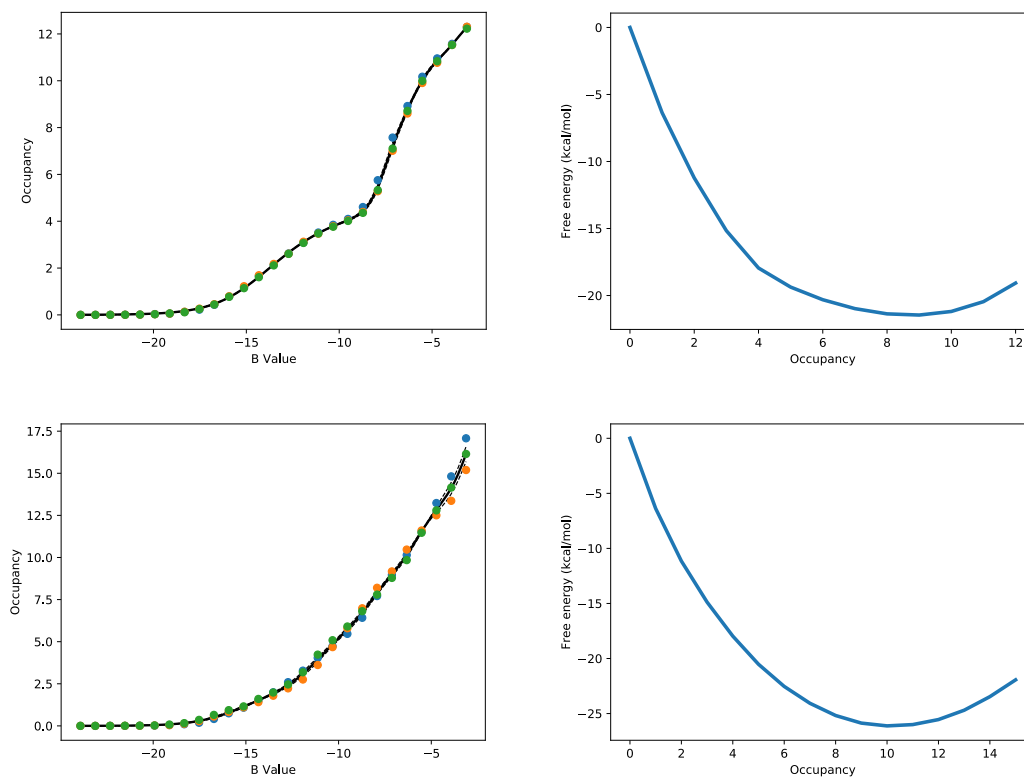 12
10
8
6
4
2
0
−20 −15 −10 −5
B Value
Occupancy
0
−5
−10
−15
−20
0 2 4 6 8 10 12
Occupancy
Free energy (kcal/mol)
17.5
15.0
12.5
10.0
7.5
5.0
2.5
0.0
−20 −15 −10 −5
B Value
Occupancy
0
−5
−10
−15
−20
−25
0 2 4 6 8 10 12 14
Occupancy
Free energy (kcal/mol)